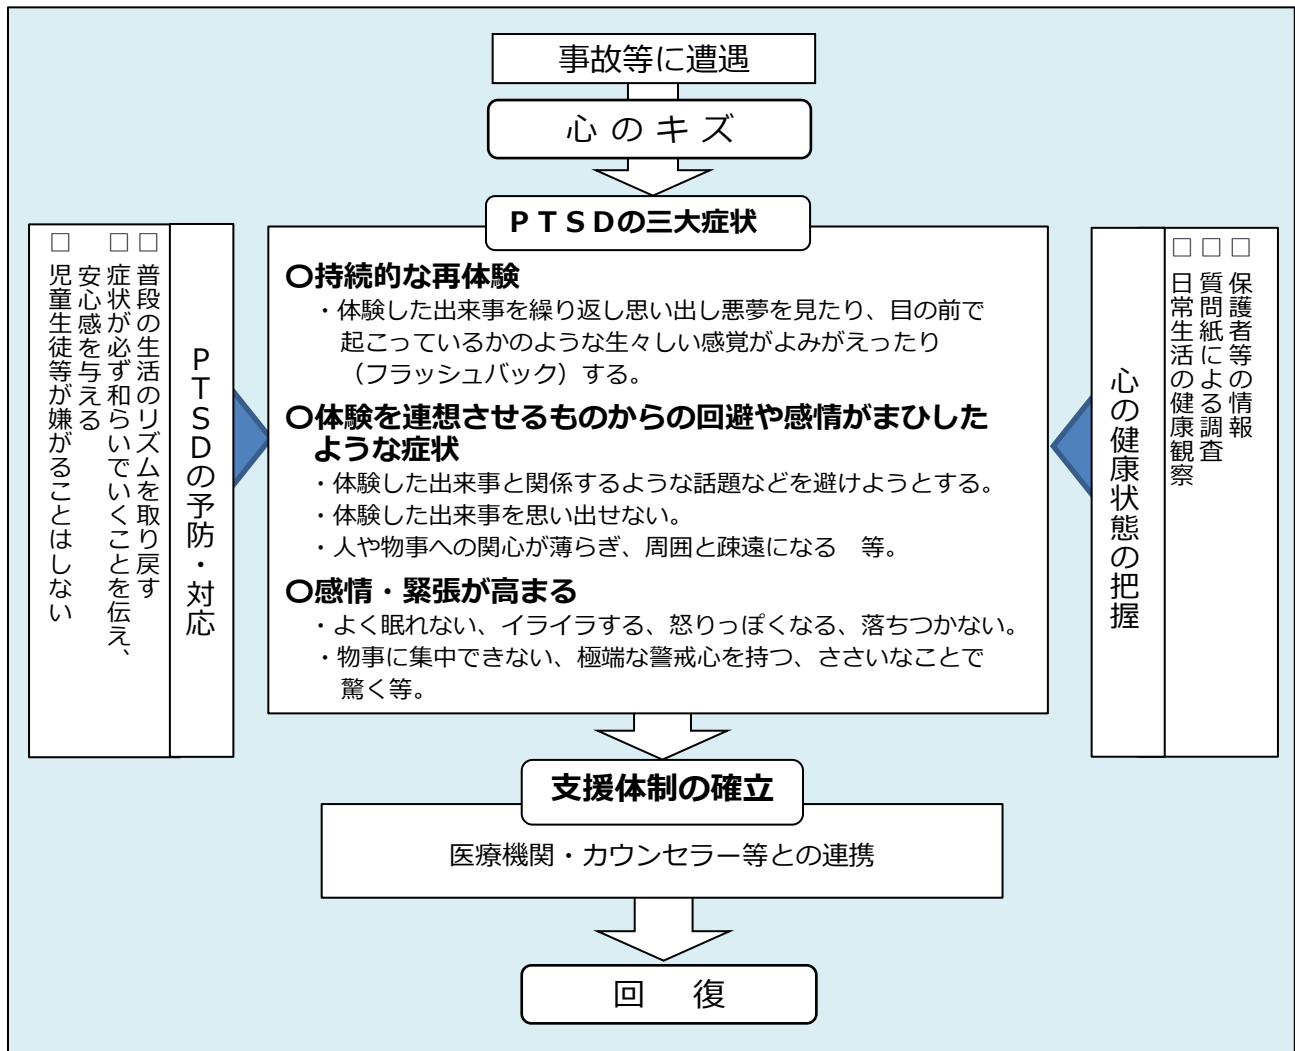 事故等に遭遇
心のキズ
PTSDの三大症状
〇持続的な再体験
・体験した出来事を繰り返し思い出し悪夢を見たり、目の前で
起こっているかのような生々しい感覚がよみがえったり
（フラッシュバック）する。
〇体験を連想させるものからの回避や感情がまひした
ような症状
・体験した出来事と関係するような話題などを避けようとする。
・体験した出来事を思い出せない。
・人や物事への関心が薄らぎ、周囲と疎遠になる　等。
〇感情・緊張が高まる
・よく眠れない、イライラする、怒りっぽくなる、落ちつかない。
・物事に集中できない、極端な警戒心を持つ、ささいなことで
驚く等。
PTSDの予防・対応
□ 普段の生活のリズムを取り戻す
□ 症状が必ず和らいでいくことを伝え、
安心感を与える
□ 児童生徒等が嫌がることはしない
心の健康状態の把握
□ 保護者等の情報
□ 質問紙による調査
□ 日常生活の健康観察
支援体制の確立
医療機関・カウンセラー等との連携
回　復